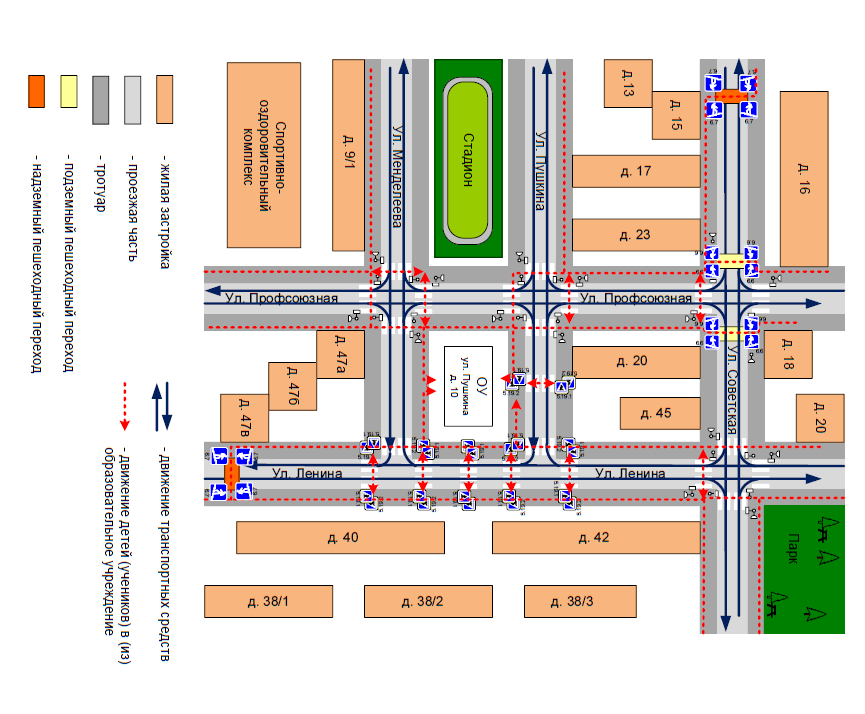 д. 13
д. 15
д. 16
д. 17
д. 23
д. 9/1
Спортивно-
оздоровительный
комплекс
Ул. Менделеева
Стадион
Ул. Пушкина
Ул. Профсоюзная
Ул. Профсоюзная
Ул. Советская
д. 47а
д. 47б
д. 47в
ОУ
ул. Пушкина
д. 10
д. 20
д. 45
д. 18
д. 20
Ул. Ленина
Ул. Ленина
д. 40
д. 42
д. 38/1
д. 38/2
д. 38/3
Парк
- жилая застройка
- проезжая часть
- тротуар
- подземный пешеходный переход
- надземный пешеходный переход
- движение транспортных средств
- движение детей (учеников) в (из)
образовательное учреждение